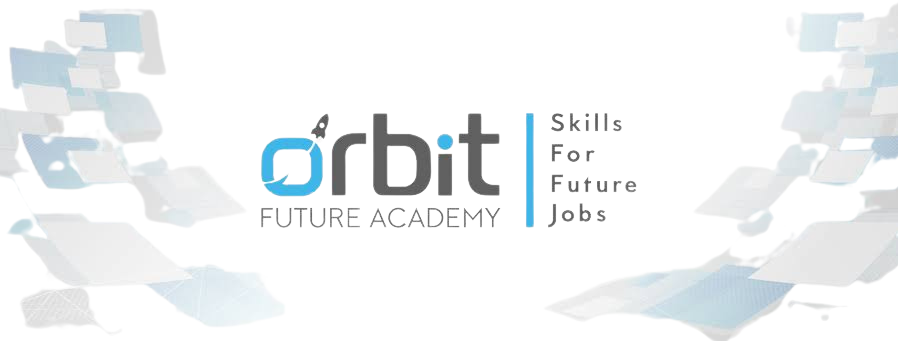 orbit
FUTURE ACADEMY
Skills
For
Future
Jobs